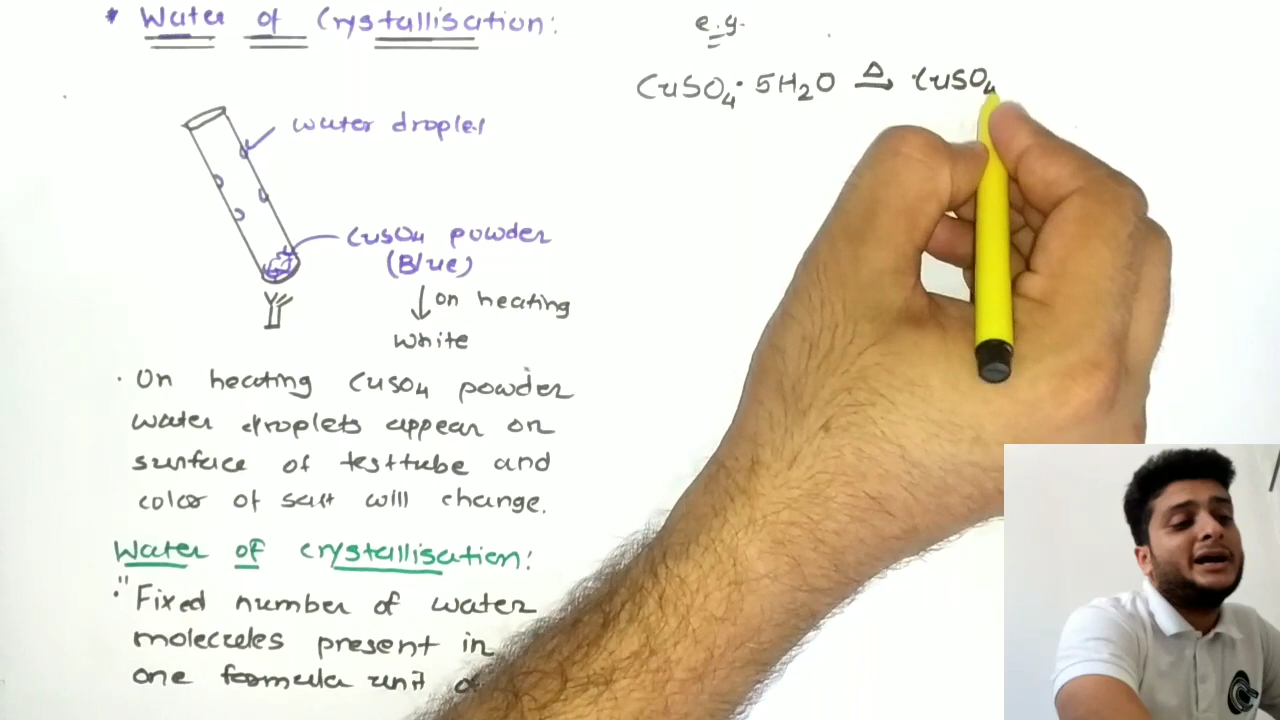 * Water of Crystallisation:
water droplet
CuSO4 powder
(Blue)
↓ on heating
white
. On heating CuSO4 powder
water droplets appear on
surface of testtube and
color of salt will change.
Water of crystallisation:
." Fixed number of water
molecules present in
one formula unit
e.g.
CuSO4 · 5H2O △→ CuSO4